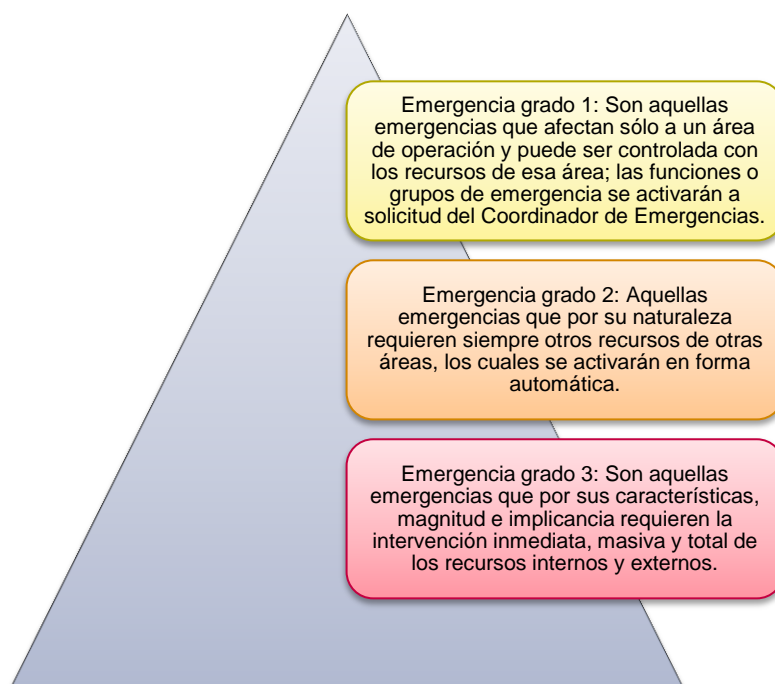 Emergencia grado 1: Son aquellas
emergencias que afectan sólo a un área
de operación y puede ser controlada con
los recursos de esa área; las funciones o
grupos de emergencia se activarán a
solicitud del Coordinador de Emergencias.
Emergencia grado 2: Aquellas
emergencias que por su naturaleza
requieren siempre otros recursos de otras
áreas, los cuales se activarán en forma
automática.
Emergencia grado 3: Son aquellas
emergencias que por sus características,
magnitud e implicancia requieren la
intervención inmediata, masiva y total de
los recursos internos y externos.